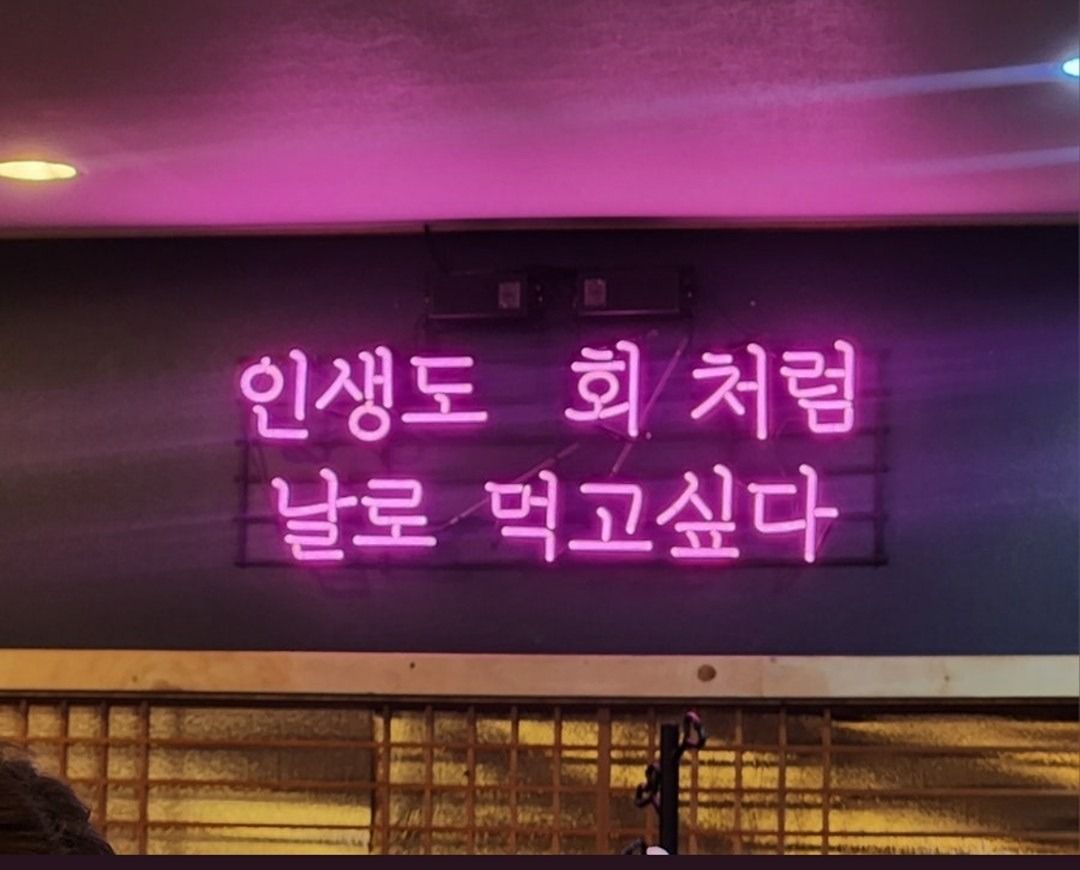 인생도 회 처럼
날로 먹고싶다